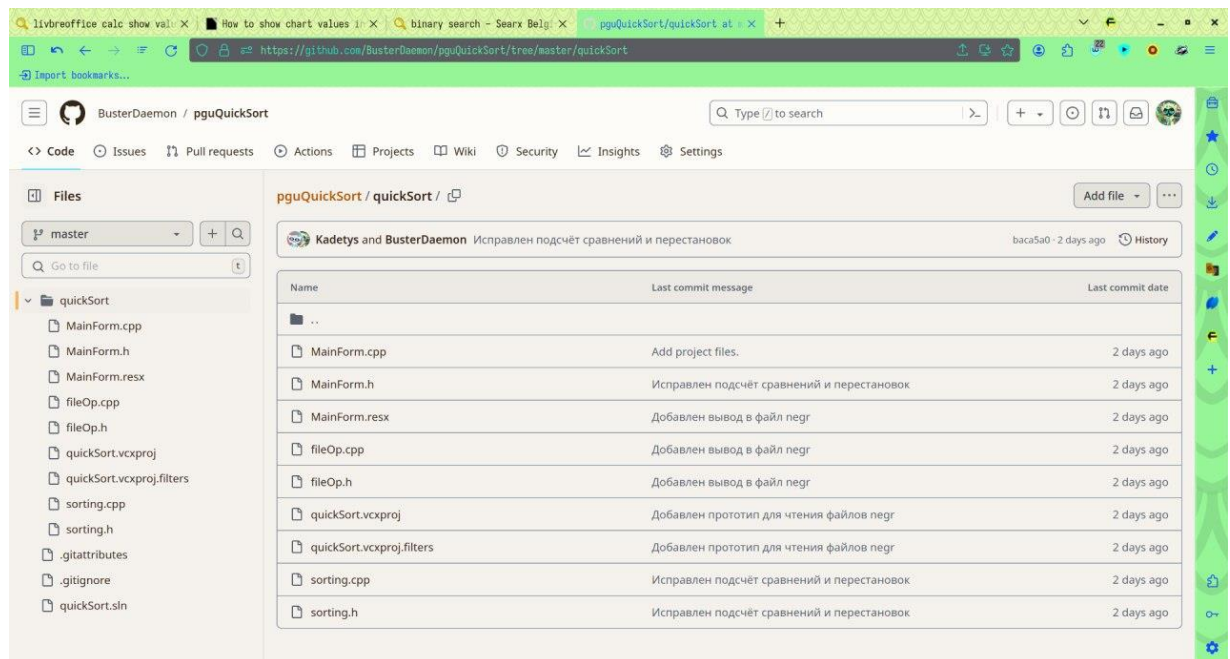 livbreoffice calc show valu
How to show chart values in
binary search - Searx Belgi
pguQuickSort/quickSort at
https://github.com/BusterDaemon/pguQuickSort/tree/master/quickSort
22
Import bookmarks...
BusterDaemon / pguQuickSort
Type / to search
Code Issues Pull requests Actions Projects Wiki Security Insights Settings
Files
pguQuickSort / quickSort /
Add file
master
Kadetys and BusterDaemon Исправлен подсчёт сравнений и перестановок
baca5a0 · 2 days ago History
Go to file t
quickSort
MainForm.cpp
MainForm.h
MainForm.resx
fileOp.cpp
fileOp.h
quickSort.vcxproj
quickSort.vcxproj.filters
sorting.cpp
sorting.h
.gitattributes
.gitignore
quickSort.sln
Name Last commit message Last commit date
..
MainForm.cpp Add project files. 2 days ago
MainForm.h Исправлен подсчёт сравнений и перестановок 2 days ago
MainForm.resx Добавлен вывод в файл negr 2 days ago
fileOp.cpp Добавлен вывод в файл negr 2 days ago
fileOp.h Добавлен вывод в файл negr 2 days ago
quickSort.vcxproj Добавлен прототип для чтения файлов negr 2 days ago
quickSort.vcxproj.filters Добавлен прототип для чтения файлов negr 2 days ago
sorting.cpp Исправлен подсчёт сравнений и перестановок 2 days ago
sorting.h Исправлен подсчёт сравнений и перестановок 2 days ago